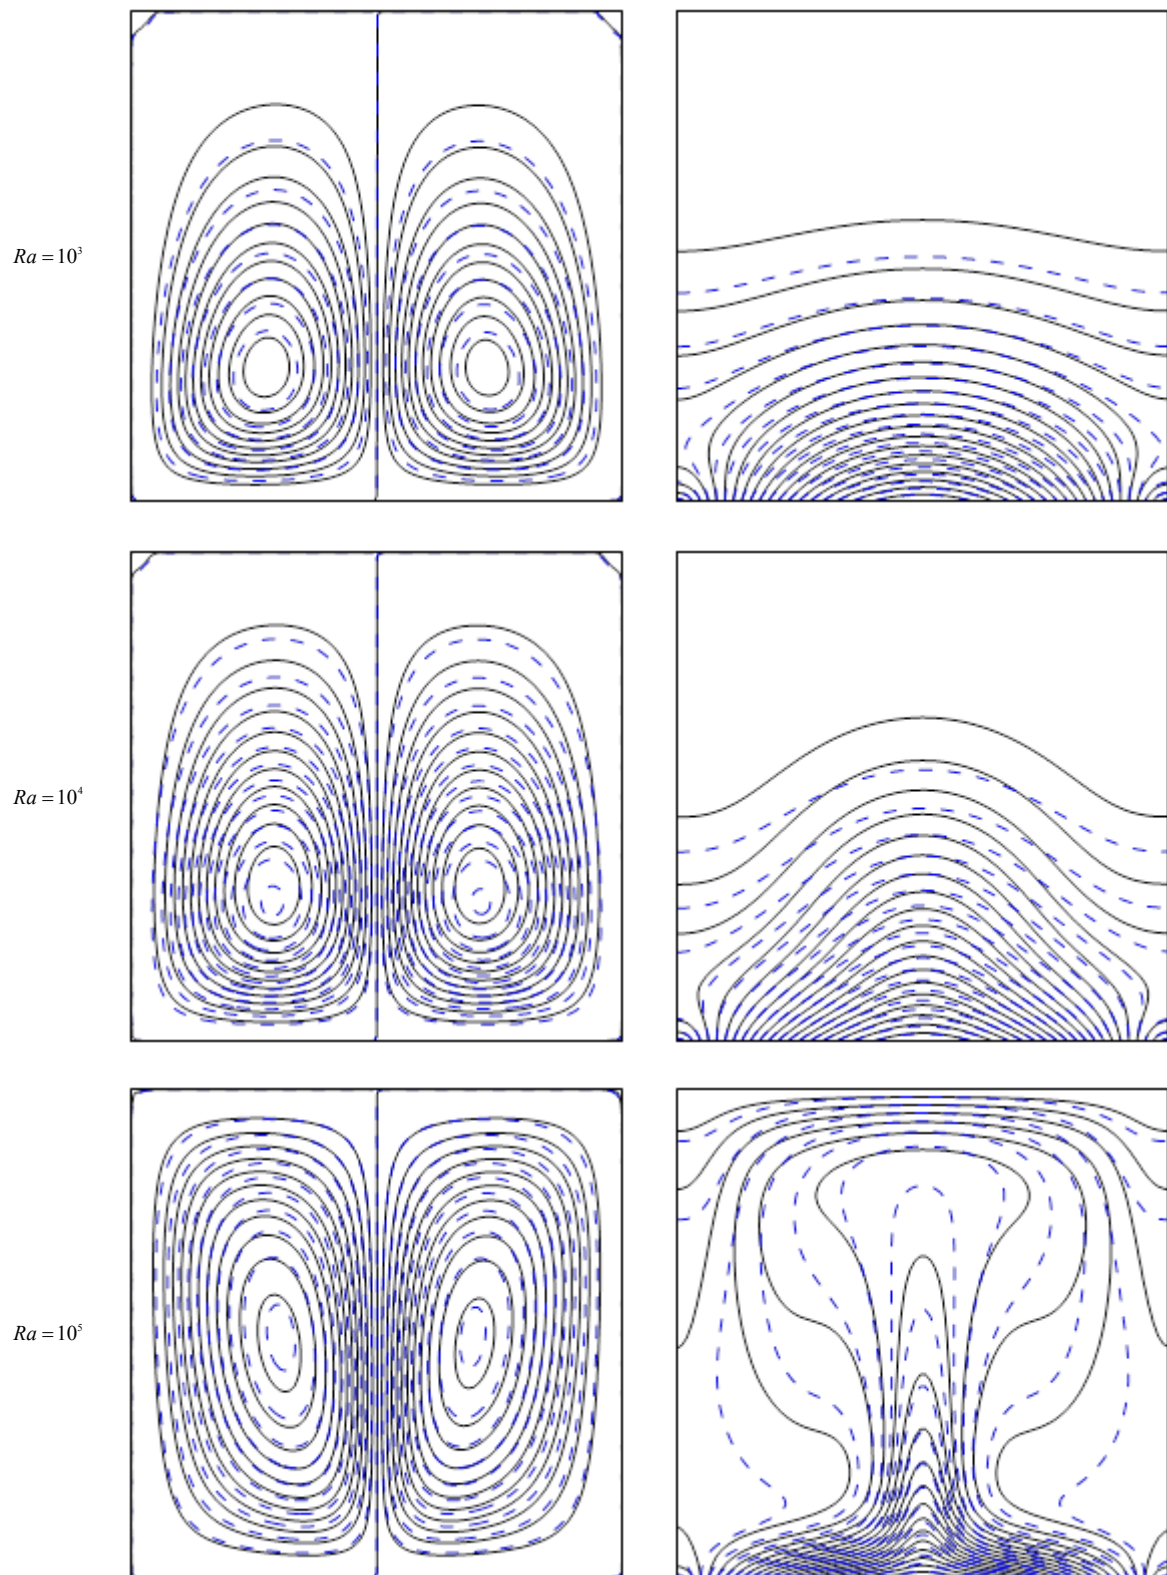 Ra = 10³
Ra = 10⁴
Ra = 10⁵